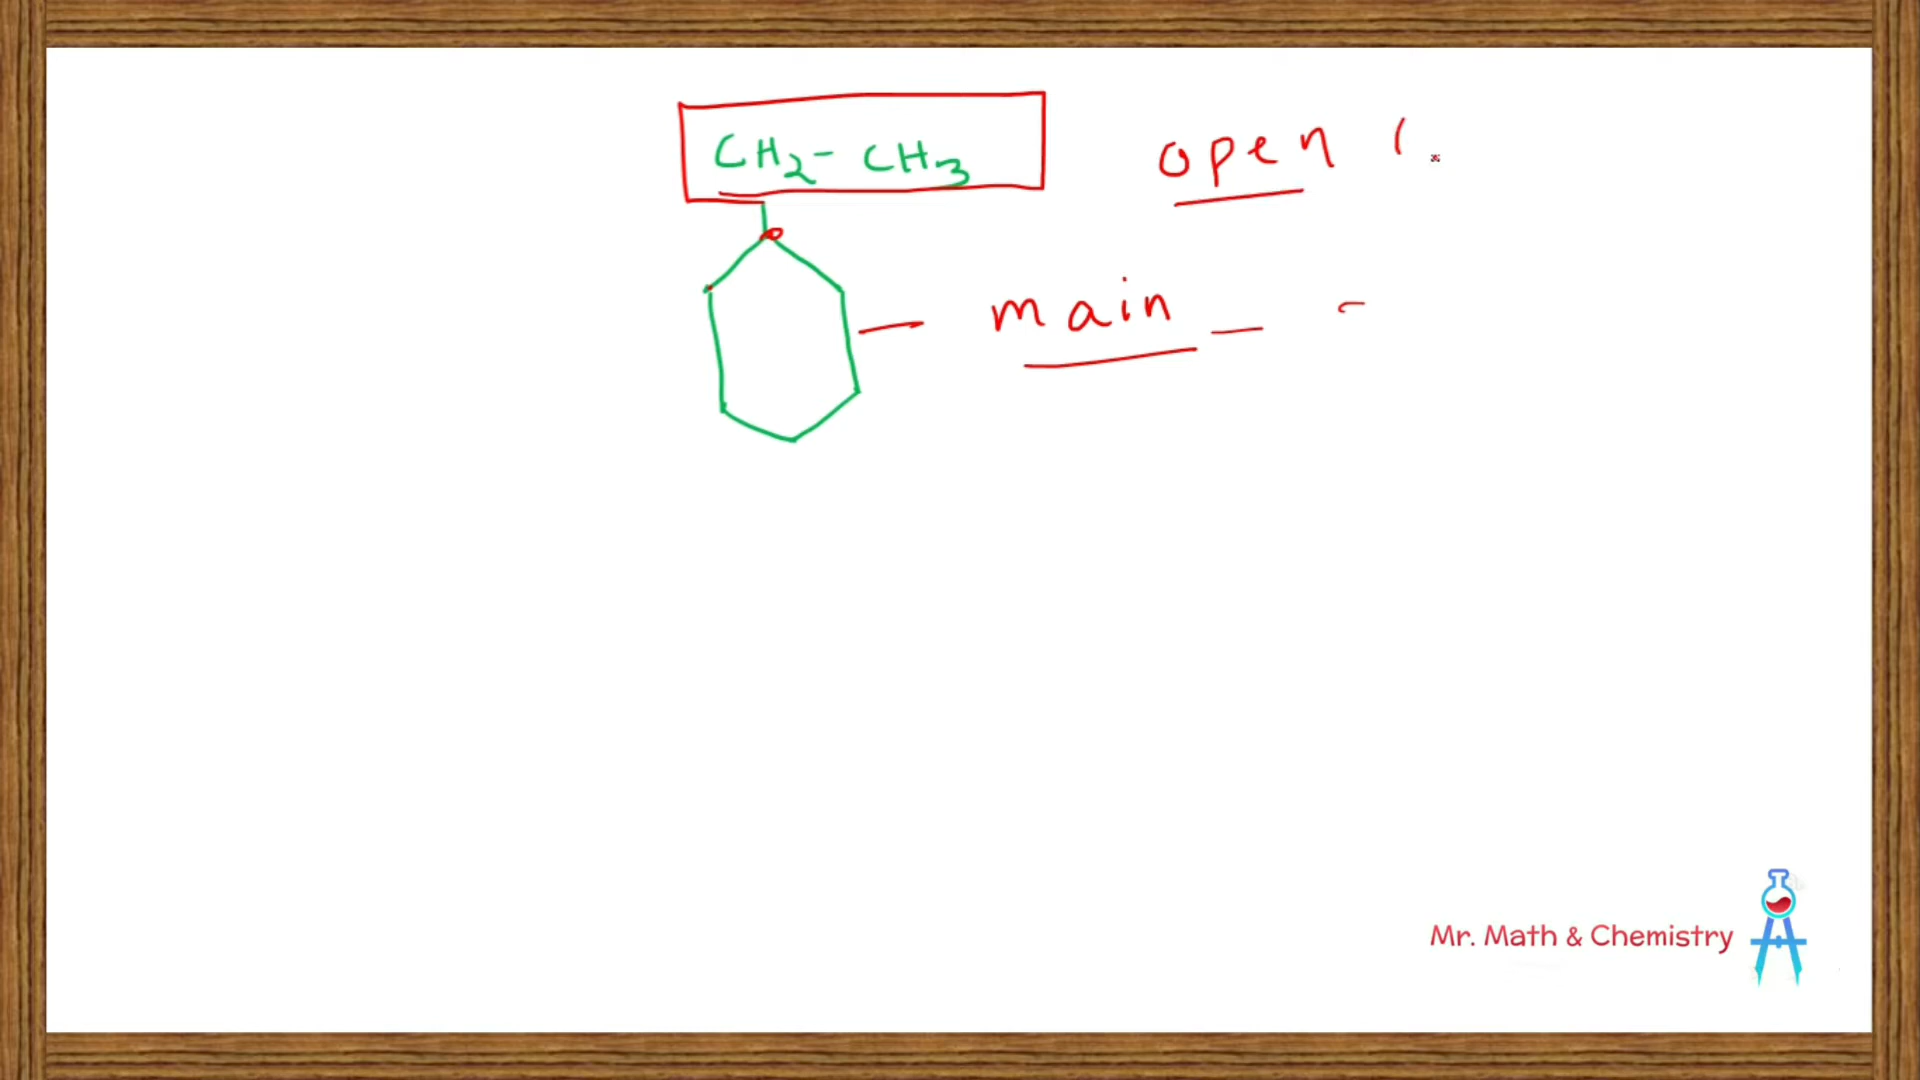 CH2 - CH3
open (
— main —
Mr. Math & Chemistry